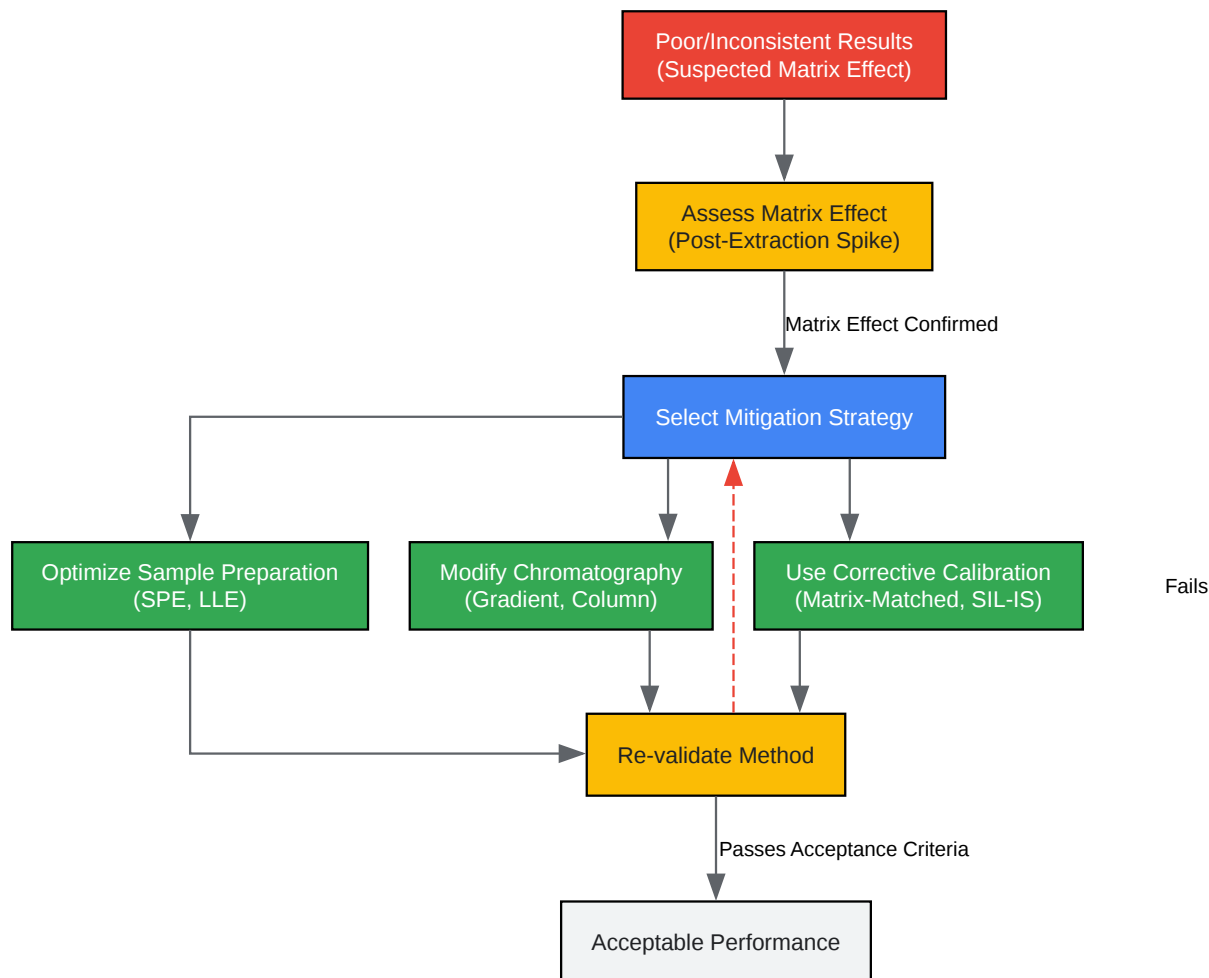 Poor/Inconsistent Results
(Suspected Matrix Effect)
Assess Matrix Effect
(Post-Extraction Spike)
Matrix Effect Confirmed
Select Mitigation Strategy
Optimize Sample Preparation
(SPE, LLE)
Modify Chromatography
(Gradient, Column)
Use Corrective Calibration
(Matrix-Matched, SIL-IS)
Fails
Re-validate Method
Passes Acceptance Criteria
Acceptable Performance